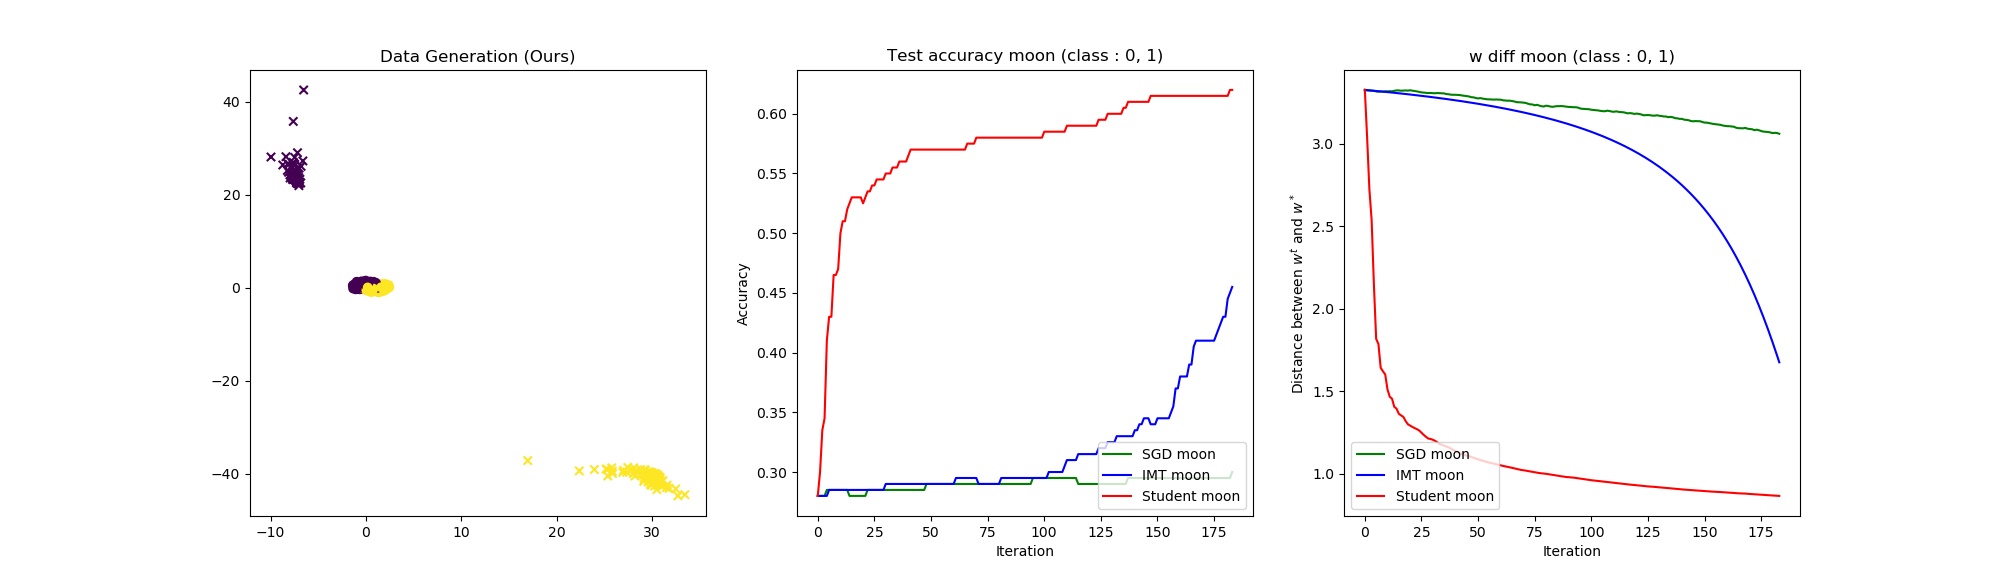 Data Generation (Ours)
40
20
0
−20
−40
−10
0
10
20
30
Test accuracy moon (class : 0, 1)
Accuracy
0.60
0.55
0.50
0.45
0.40
0.35
0.30
SGD moon
IMT moon
Student moon
0
25
50
75
100
125
150
175
Iteration
w diff moon (class : 0, 1)
Distance between w^t and w^*
3.0
2.5
2.0
1.5
1.0
SGD moon
IMT moon
Student moon
0
25
50
75
100
125
150
175
Iteration